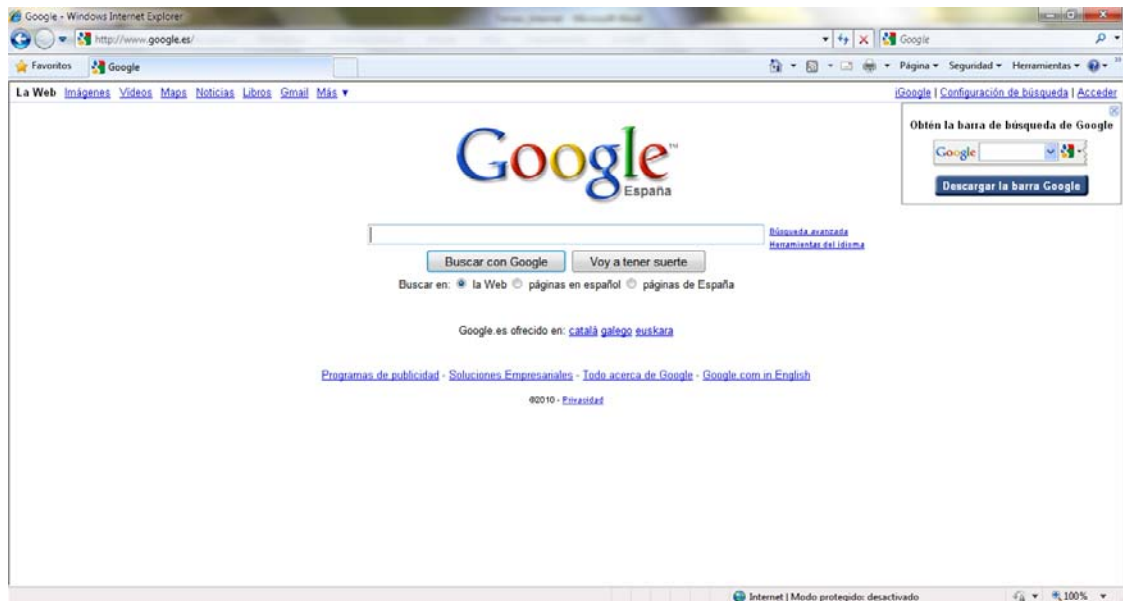 Google - Windows Internet Explorer
http://www.google.es/
Google
Favoritos
Google
Página
Seguridad
Herramientas
La Web Imágenes Vídeos Maps Noticias Libros Gmail Más ▼
iGoogle | Configuración de búsqueda | Acceder
Obtén la barra de búsqueda de Google
Google
Descargar la barra Google
Google™
España
Búsqueda avanzada
Herramientas del idioma
Buscar con Google
Voy a tener suerte
Buscar en: la Web páginas en español páginas de España
Google.es ofrecido en: català galego euskara
Programas de publicidad - Soluciones Empresariales - Todo acerca de Google - Google.com in English
©2010 - Privacidad
Internet | Modo protegido: desactivado
100%